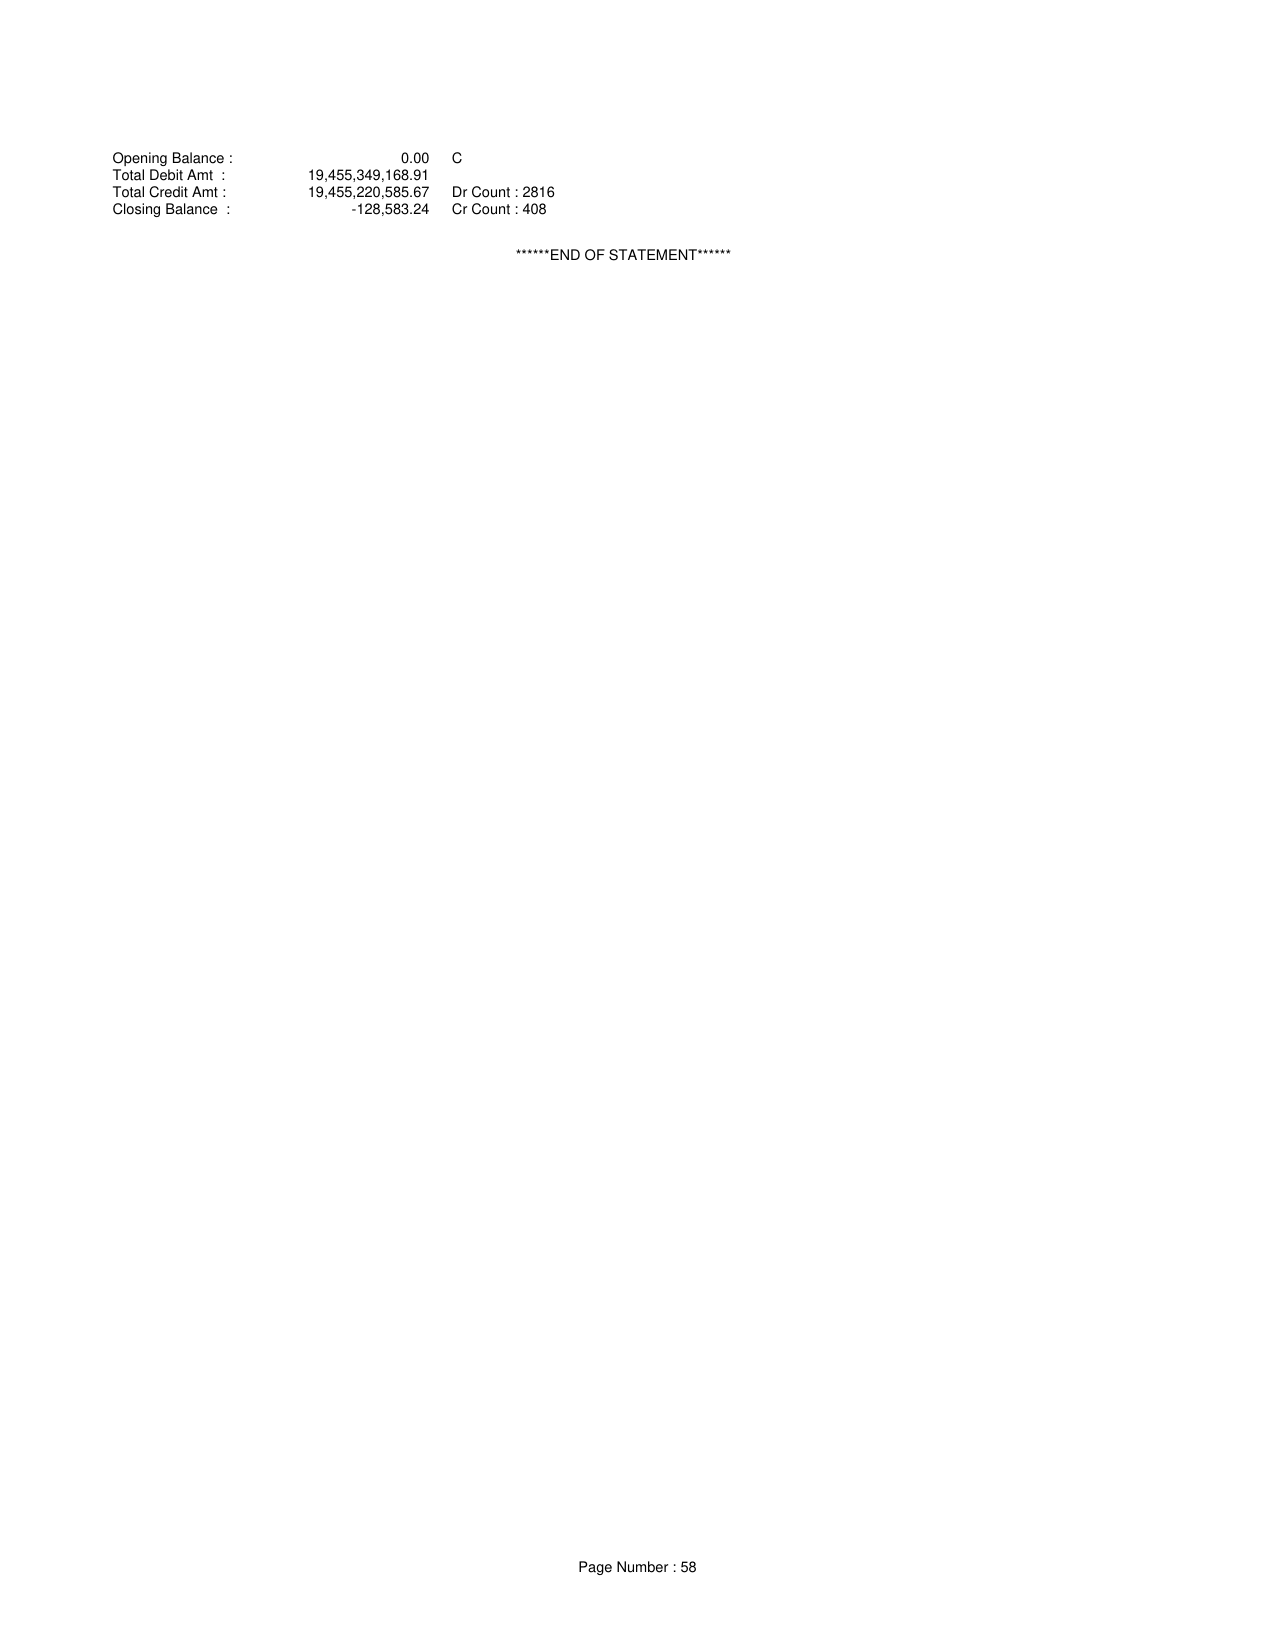 Opening Balance : 0.00 C
Total Debit Amt : 19,455,349,168.91
Total Credit Amt : 19,455,220,585.67 Dr Count : 2816
Closing Balance : -128,583.24 Cr Count : 408
******END OF STATEMENT******
Page Number : 58